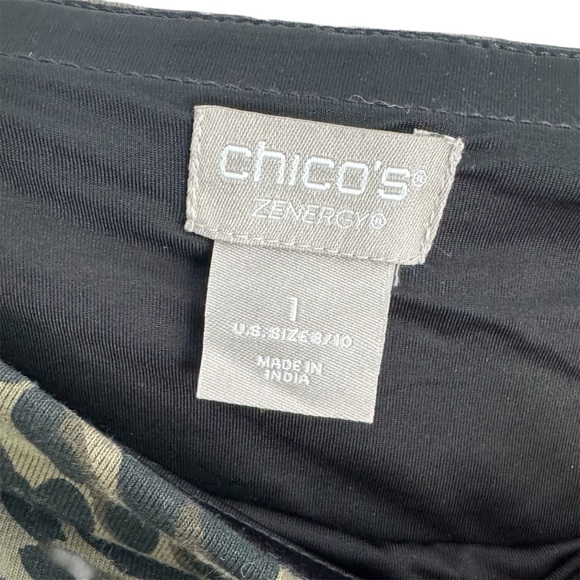 chico's®
ZENERGY®
1
U.S. SIZE 8/10
MADE IN
INDIA